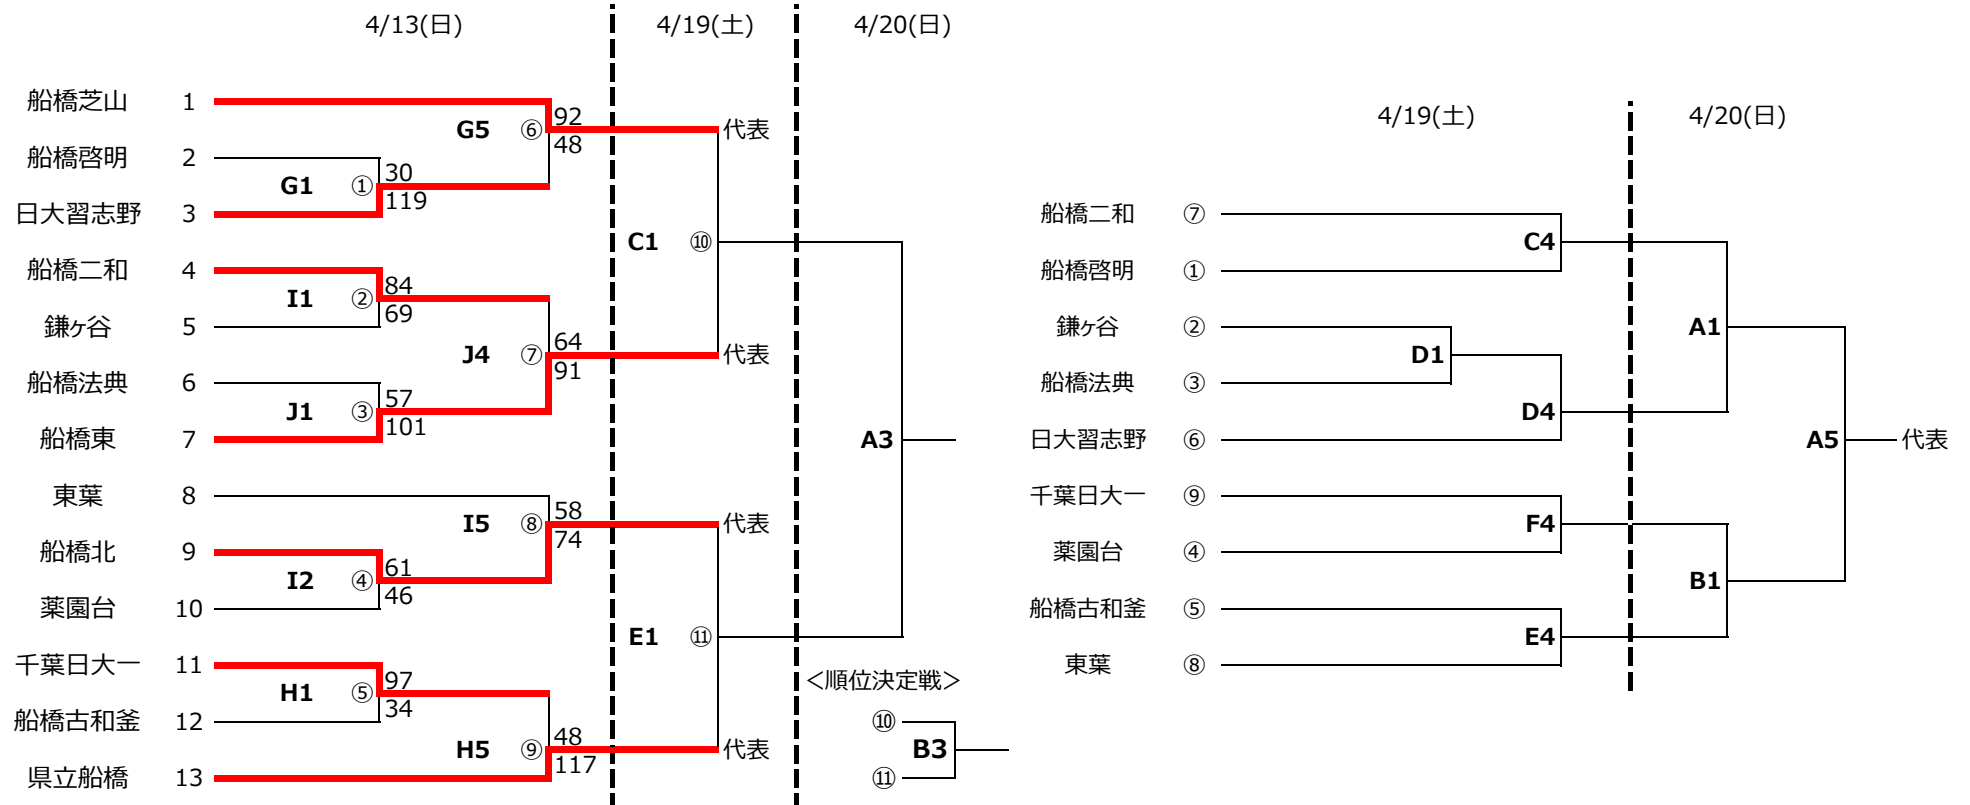 4/13(日) 4/19(土) 4/20(日)
船橋芝山 1
92
G5 ⑥ 代表
48
船橋啓明 2
30
G1 ①
119
日大習志野 3
C1 ⑩
船橋二和 4
84
I1 ②
69
鎌ヶ谷 5
64
J4 ⑦ 代表
91
船橋法典 6
57
J1 ③
101
船橋東 7
A3
東葉 8
58
I5 ⑧ 代表
74
船橋北 9
61
I2 ④
46
薬園台 10
E1 ⑪
千葉日大一 11
97
H1 ⑤
34
船橋古和釜 12
48
H5 ⑨ 代表
117
県立船橋 13
<順位決定戦>
⑩
B3
⑪
4/19(土) 4/20(日)
船橋二和 ⑦
C4
船橋啓明 ①
鎌ヶ谷 ②
A1
D1
船橋法典 ③
D4
日大習志野 ⑥
A5 代表
千葉日大一 ⑨
F4
薬園台 ④
B1
船橋古和釜 ⑤
E4
東葉 ⑧